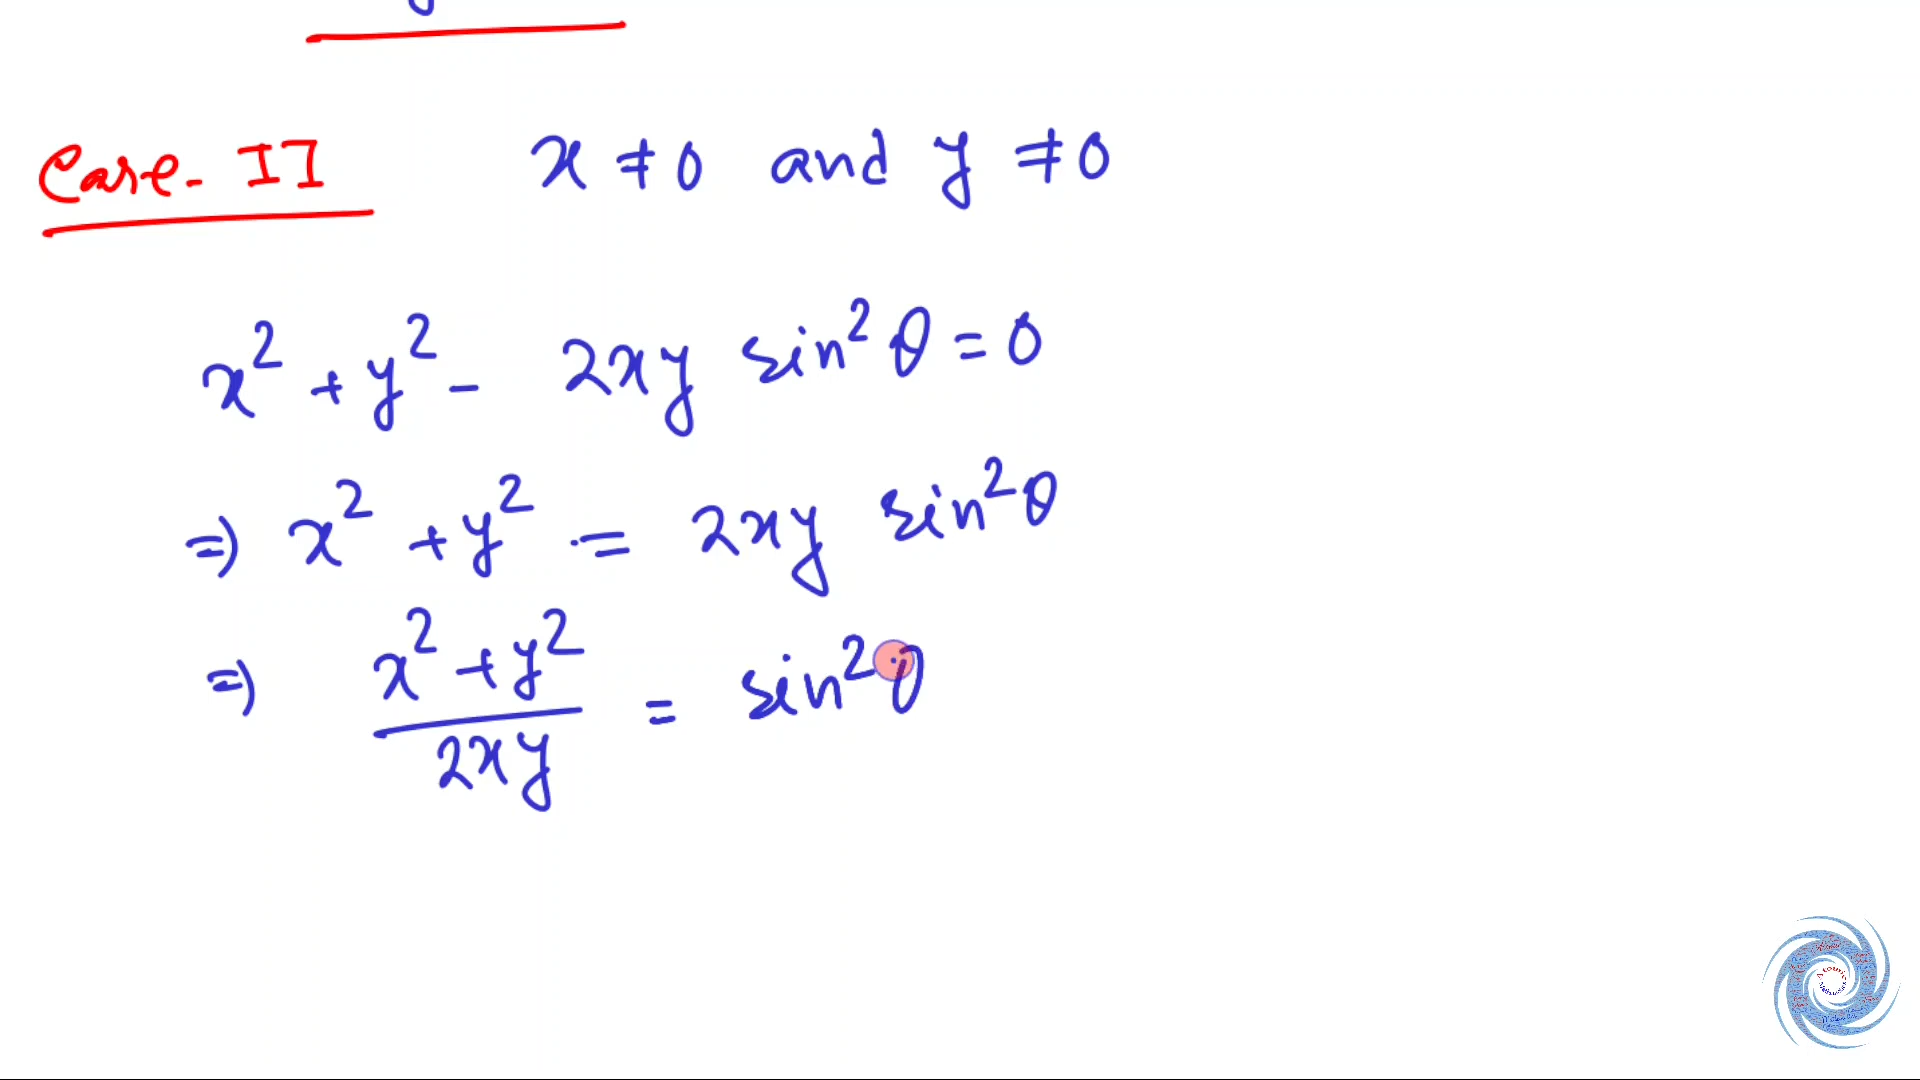 Case-II x ≠ 0 and y ≠ 0
x² + y² - 2xy sin²θ = 0
⇒ x² + y² = 2xy sin²θ
⇒ (x² + y²)/(2xy) = sin²θ